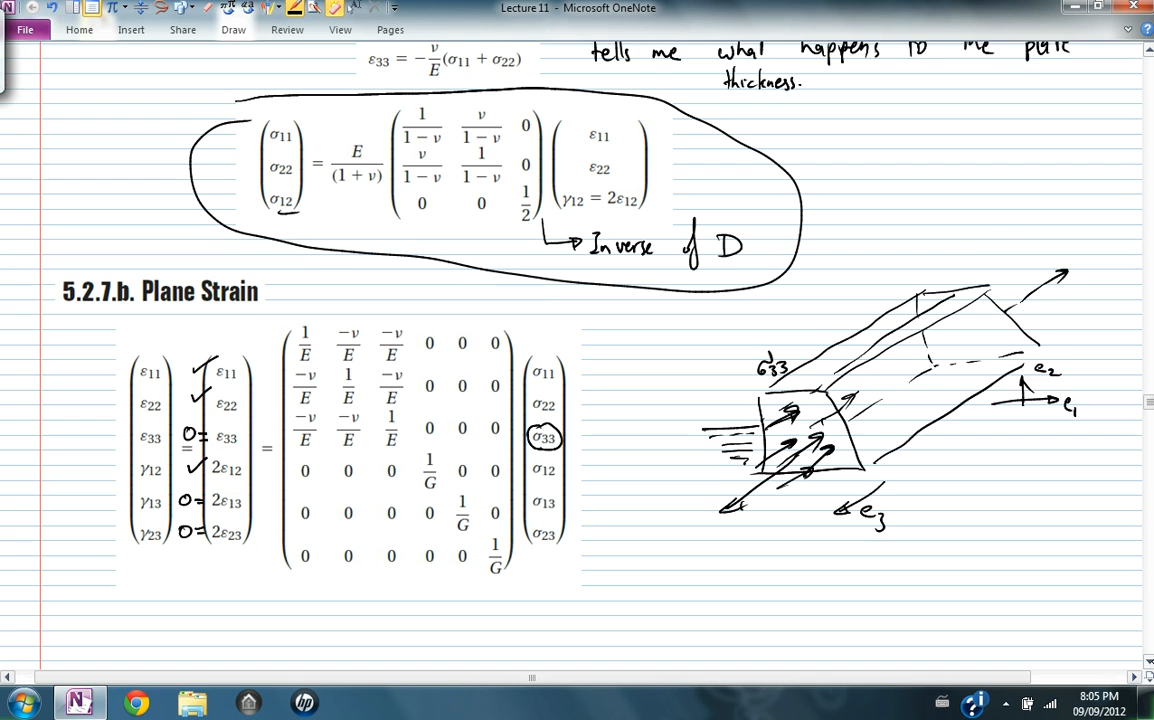 Lecture 11 - Microsoft OneNote
File Home Insert Share Draw Review View Pages
ε33 = −ν/E(σ11 + σ22)
tells me what happens to the plate
thickness.
(σ11 σ22 σ12) = E/(1 + ν) (1/(1 − ν) ν/(1 − ν) 0
ν/(1 − ν) 1/(1 − ν) 0
0 0 1/2) (ε11 ε22 γ12 = 2ε12)
Inverse of D
5.2.7.b. Plane Strain
ε11 ε11 1/E −ν/E −ν/E 0 0 0 σ11
ε22 ε22 −ν/E 1/E −ν/E 0 0 0 σ22
ε33 = 0= ε33 = −ν/E −ν/E 1/E 0 0 0 σ33
γ12 2ε12 0 0 0 1/G 0 0 σ12
γ13 0= 2ε13 0 0 0 0 1/G 0 σ13
γ23 0= 2ε23 0 0 0 0 0 1/G σ23
σ33
e2
e1
e3
8:05 PM
09/09/2012